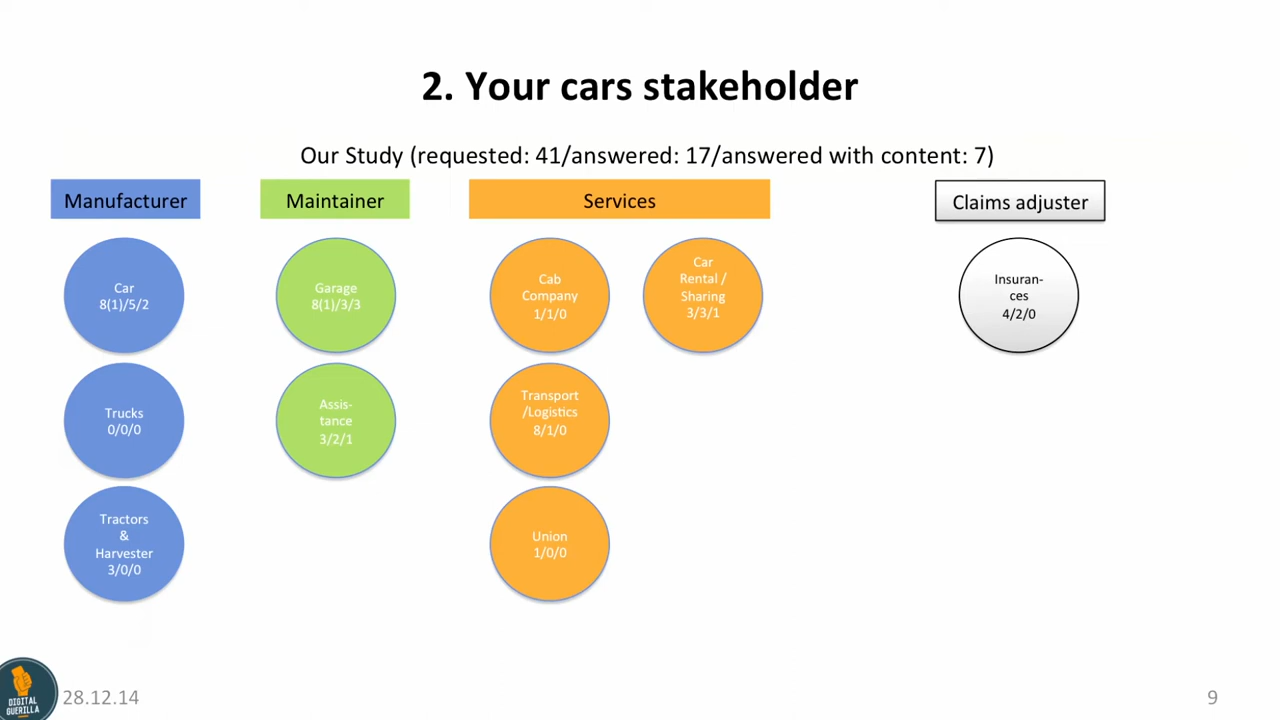 2. Your cars stakeholder
Our Study (requested: 41/answered: 17/answered with content: 7)
Manufacturer
Maintainer
Services
Claims adjuster
Car
8(1)/5/2
Garage
8(1)/3/3
Cab
Company
1/1/0
Car
Rental /
Sharing
3/3/1
Insuran-
ces
4/2/0
Trucks
0/0/0
Assis-
tance
3/2/1
Transport
/Logistics
8/1/0
Tractors
&
Harvester
3/0/0
Union
1/0/0
DIGITAL
GUERILLA
28.12.14
9